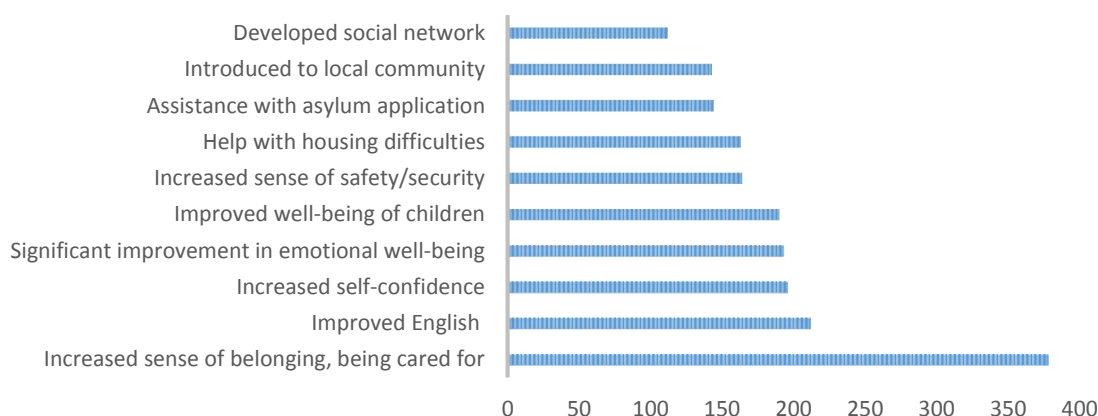 Developed social network
Introduced to local community
Assistance with asylum application
Help with housing difficulties
Increased sense of safety/security
Improved well-being of children
Significant improvement in emotional well-being
Increased self-confidence
Improved English
Increased sense of belonging, being cared for
0 50 100 150 200 250 300 350 400